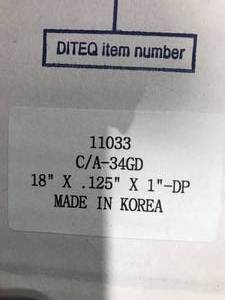 DITEQ item number
11033
C/A-34GD
18" X .125" X 1"-DP
MADE IN KOREA